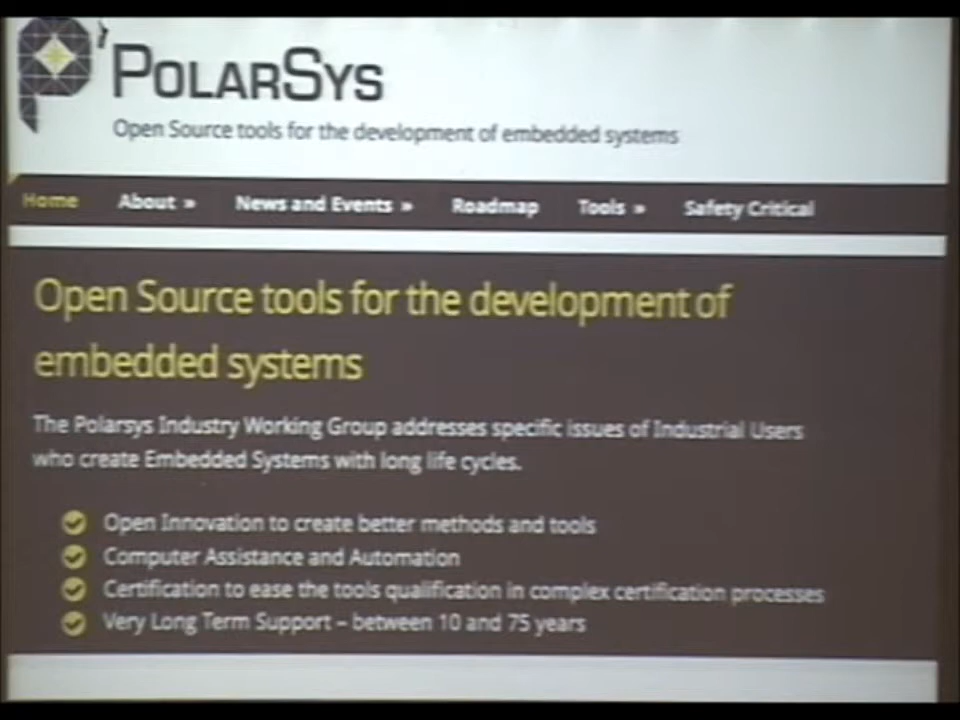 PolarSys
Open Source tools for the development of embedded systems
Home About » News and Events » Roadmap Tools » Safety Critical
Open Source tools for the development of
embedded systems
The Polarsys Industry Working Group addresses specific issues of Industrial Users
who create Embedded Systems with long life cycles.
Open Innovation to create better methods and tools
Computer Assistance and Automation
Certification to ease the tools qualification in complex certification processes
Very Long Term Support – between 10 and 75 years